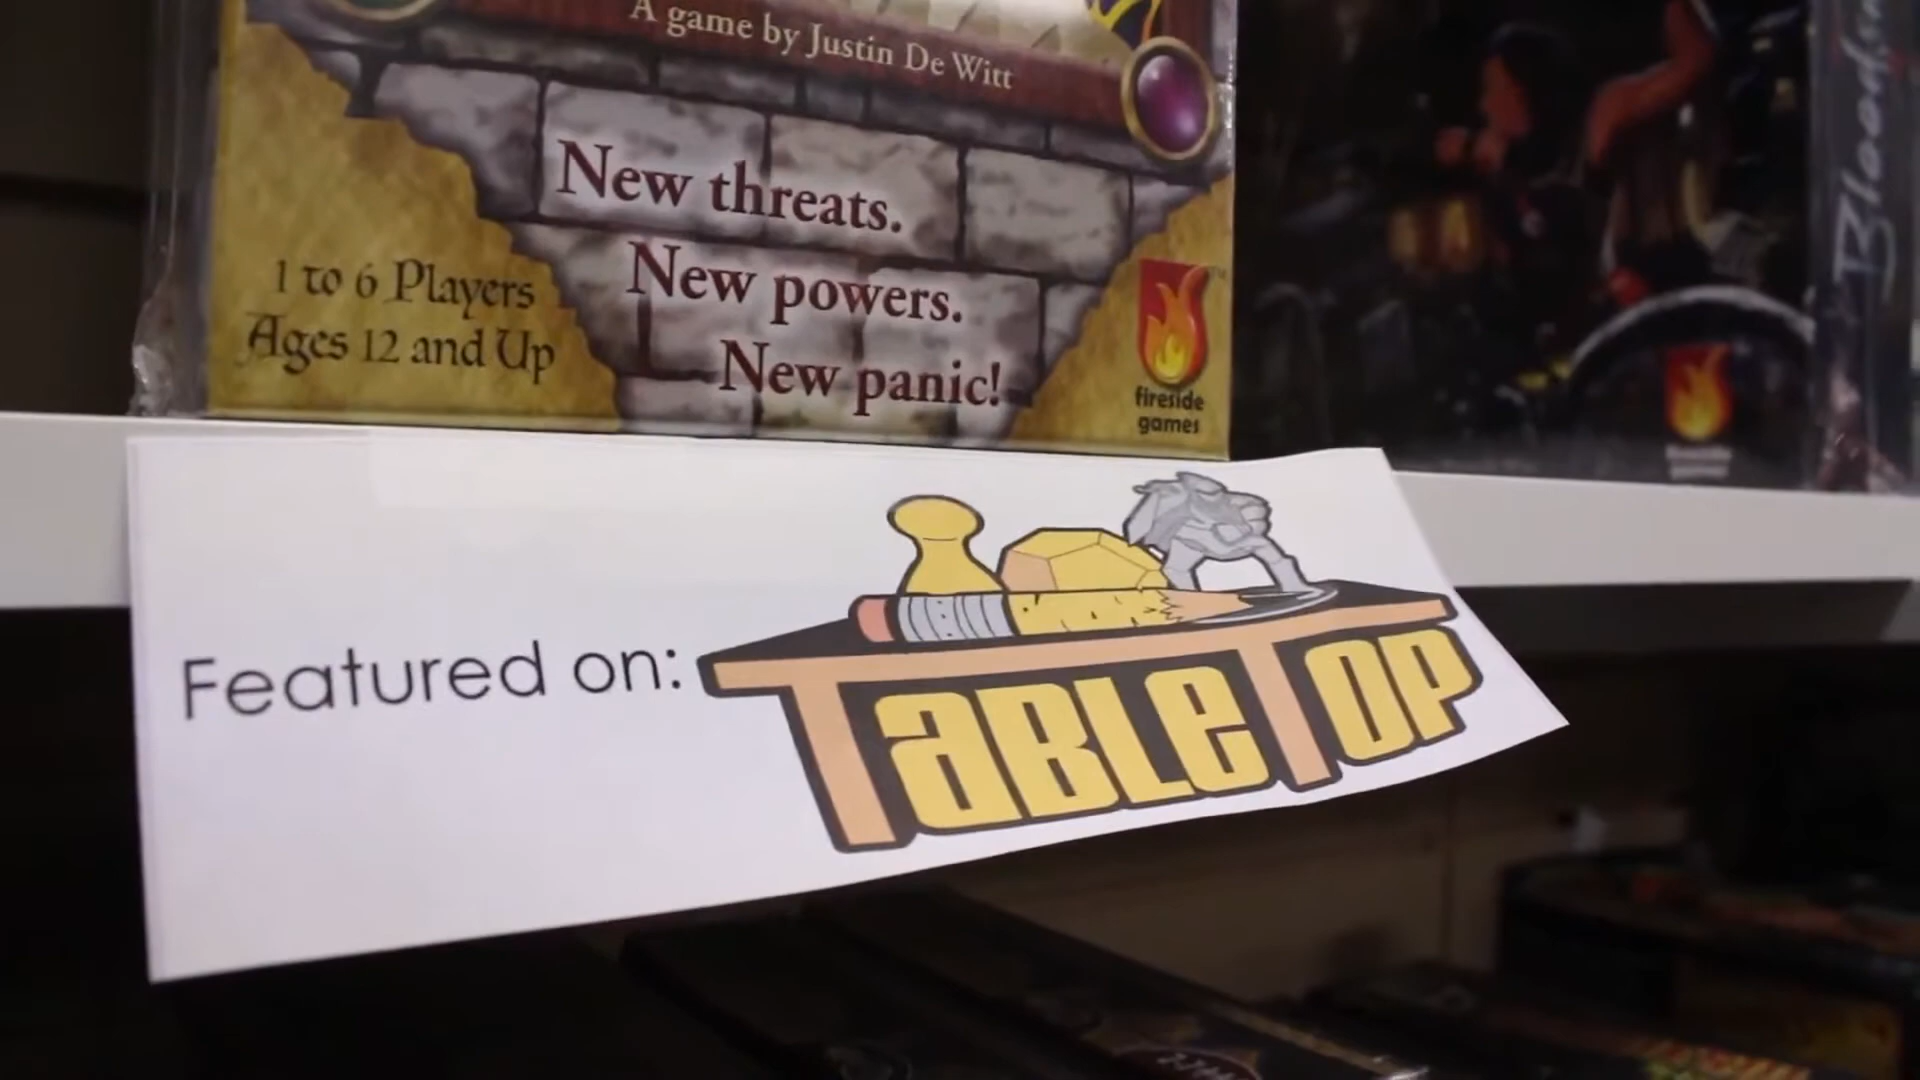 A game by Justin De Witt
New threats.
New powers.
New panic!
1 to 6 Players
Ages 12 and Up
fireside
games
Featured on:
TABLETOP